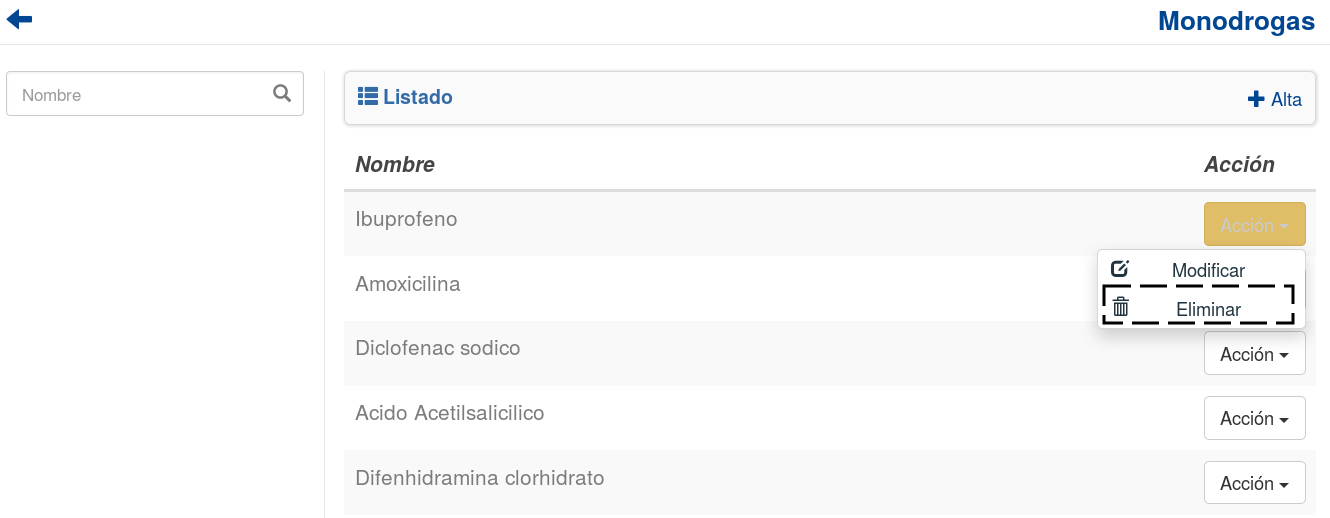 Monodrogas
Nombre
Listado
Alta
Nombre Acción
Ibuprofeno Acción
Modificar
Amoxicilina
Eliminar
Diclofenac sodico Acción
Acido Acetilsalicilico Acción
Difenhidramina clorhidrato Acción